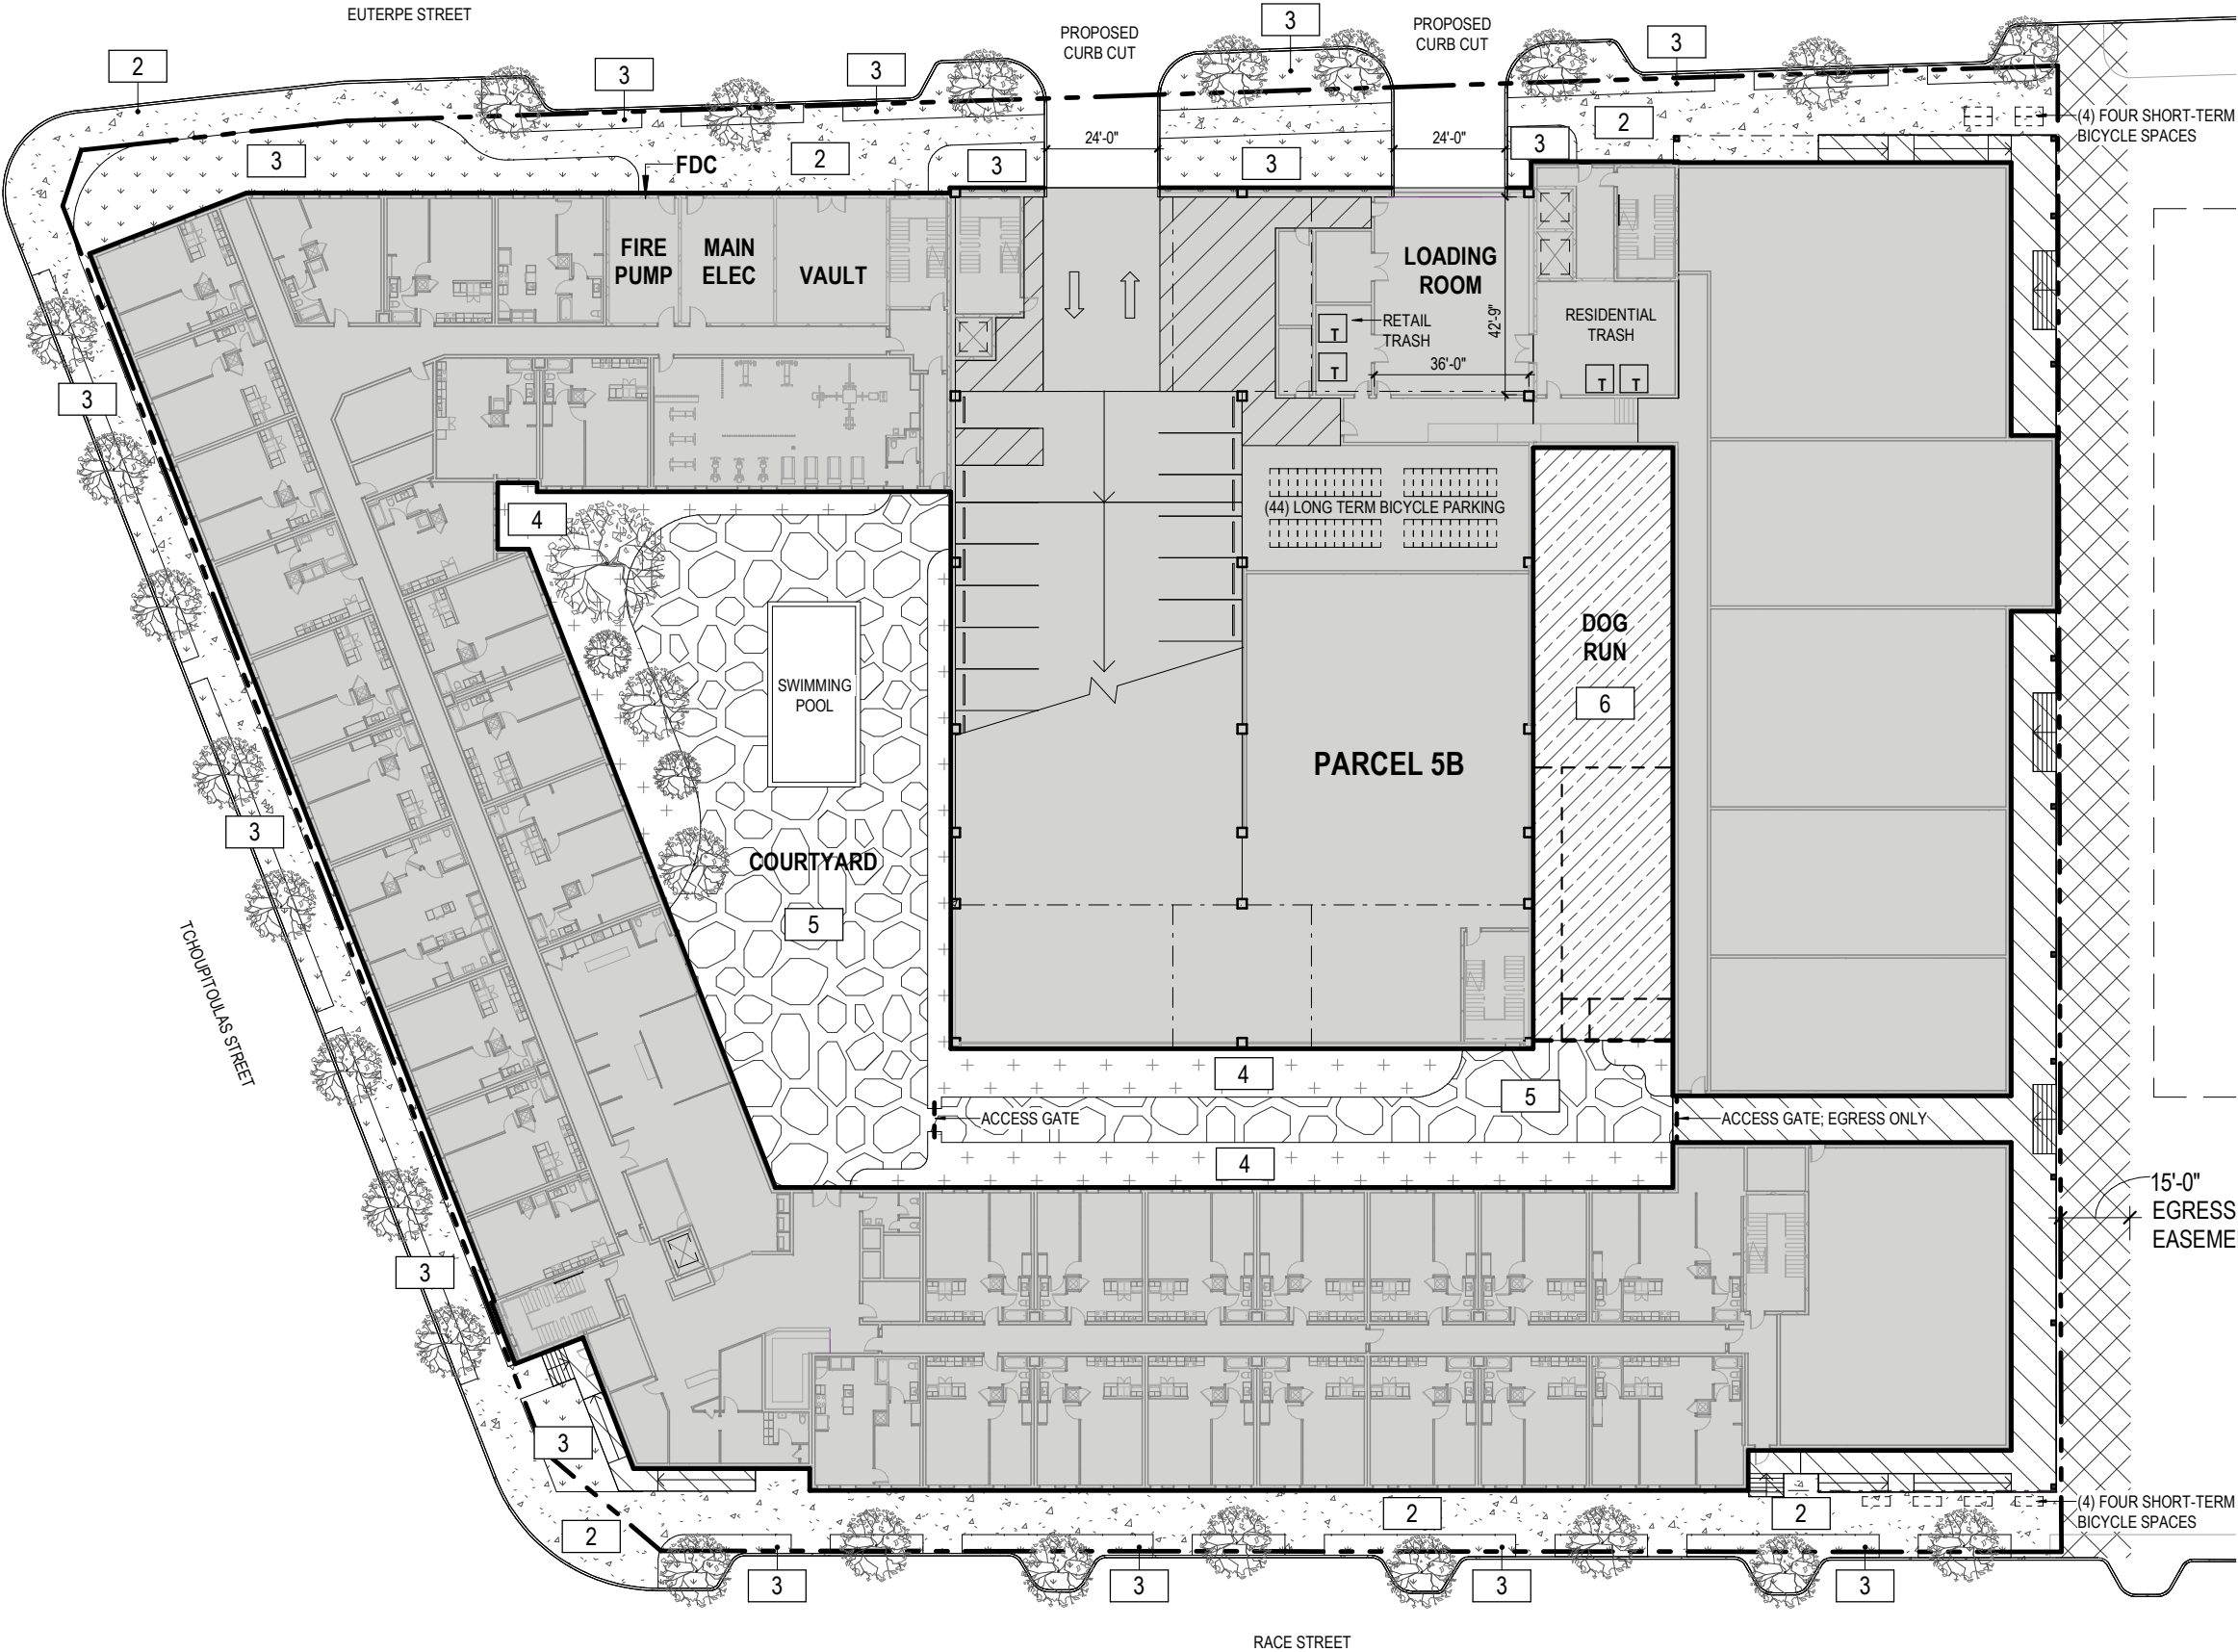 EUTERPE STREET
PROPOSED
CURB CUT
3
PROPOSED
CURB CUT
3
2
3
3
(4) FOUR SHORT-TERM
BICYCLE SPACES
2
24'-0"
24'-0"
3
2
3
3
3
FDC
FIRE
PUMP
MAIN
ELEC
VAULT
LOADING
ROOM
RETAIL
TRASH
T
T
42'-9"
36'-0"
RESIDENTIAL
TRASH
T
T
3
4
(44) LONG TERM BICYCLE PARKING
DOG
RUN
6
SWIMMING
POOL
PARCEL 5B
3
COURTYARD
5
TCHOUPITOULAS STREET
4
5
ACCESS GATE
ACCESS GATE; EGRESS ONLY
4
15'-0"
EGRESS
EASEME
3
3
2
2
2
(4) FOUR SHORT-TERM
BICYCLE SPACES
3
3
3
3
RACE STREET